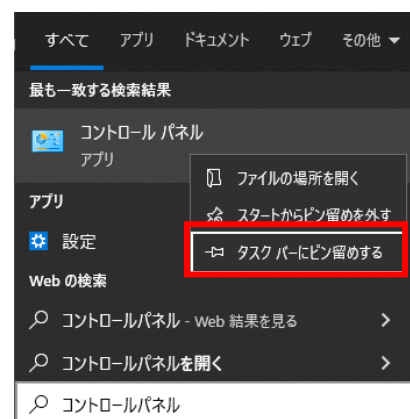 すべて アプリ ドキュメント ウェブ その他
最も一致する検索結果
コントロール パネル
アプリ
ファイルの場所を開く
アプリ
スタートからピン留めを外す
設定
タスク バーにピン留めする
Web の検索
コントロールパネル - Web 結果を見る
コントロールパネルを開く
コントロールパネル